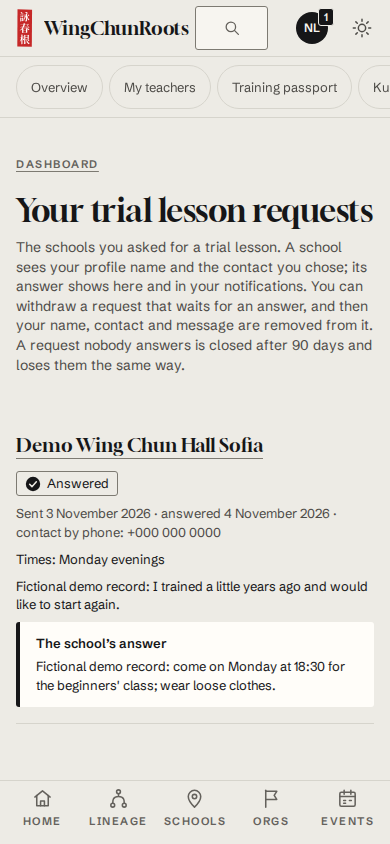 詠春根
WingChunRoots
NL
1
Overview
My teachers
Training passport
Ku
DASHBOARD
Your trial lesson requests
The schools you asked for a trial lesson. A school
sees your profile name and the contact you chose; its
answer shows here and in your notifications. You can
withdraw a request that waits for an answer, and then
your name, contact and message are removed from it.
A request nobody answers is closed after 90 days and
loses them the same way.
Demo Wing Chun Hall Sofia
Answered
Sent 3 November 2026 · answered 4 November 2026 ·
contact by phone: +000 000 0000
Times: Monday evenings
Fictional demo record: I trained a little years ago and would
like to start again.
The school’s answer
Fictional demo record: come on Monday at 18:30 for
the beginners' class; wear loose clothes.
HOME
LINEAGE
SCHOOLS
ORGS
EVENTS